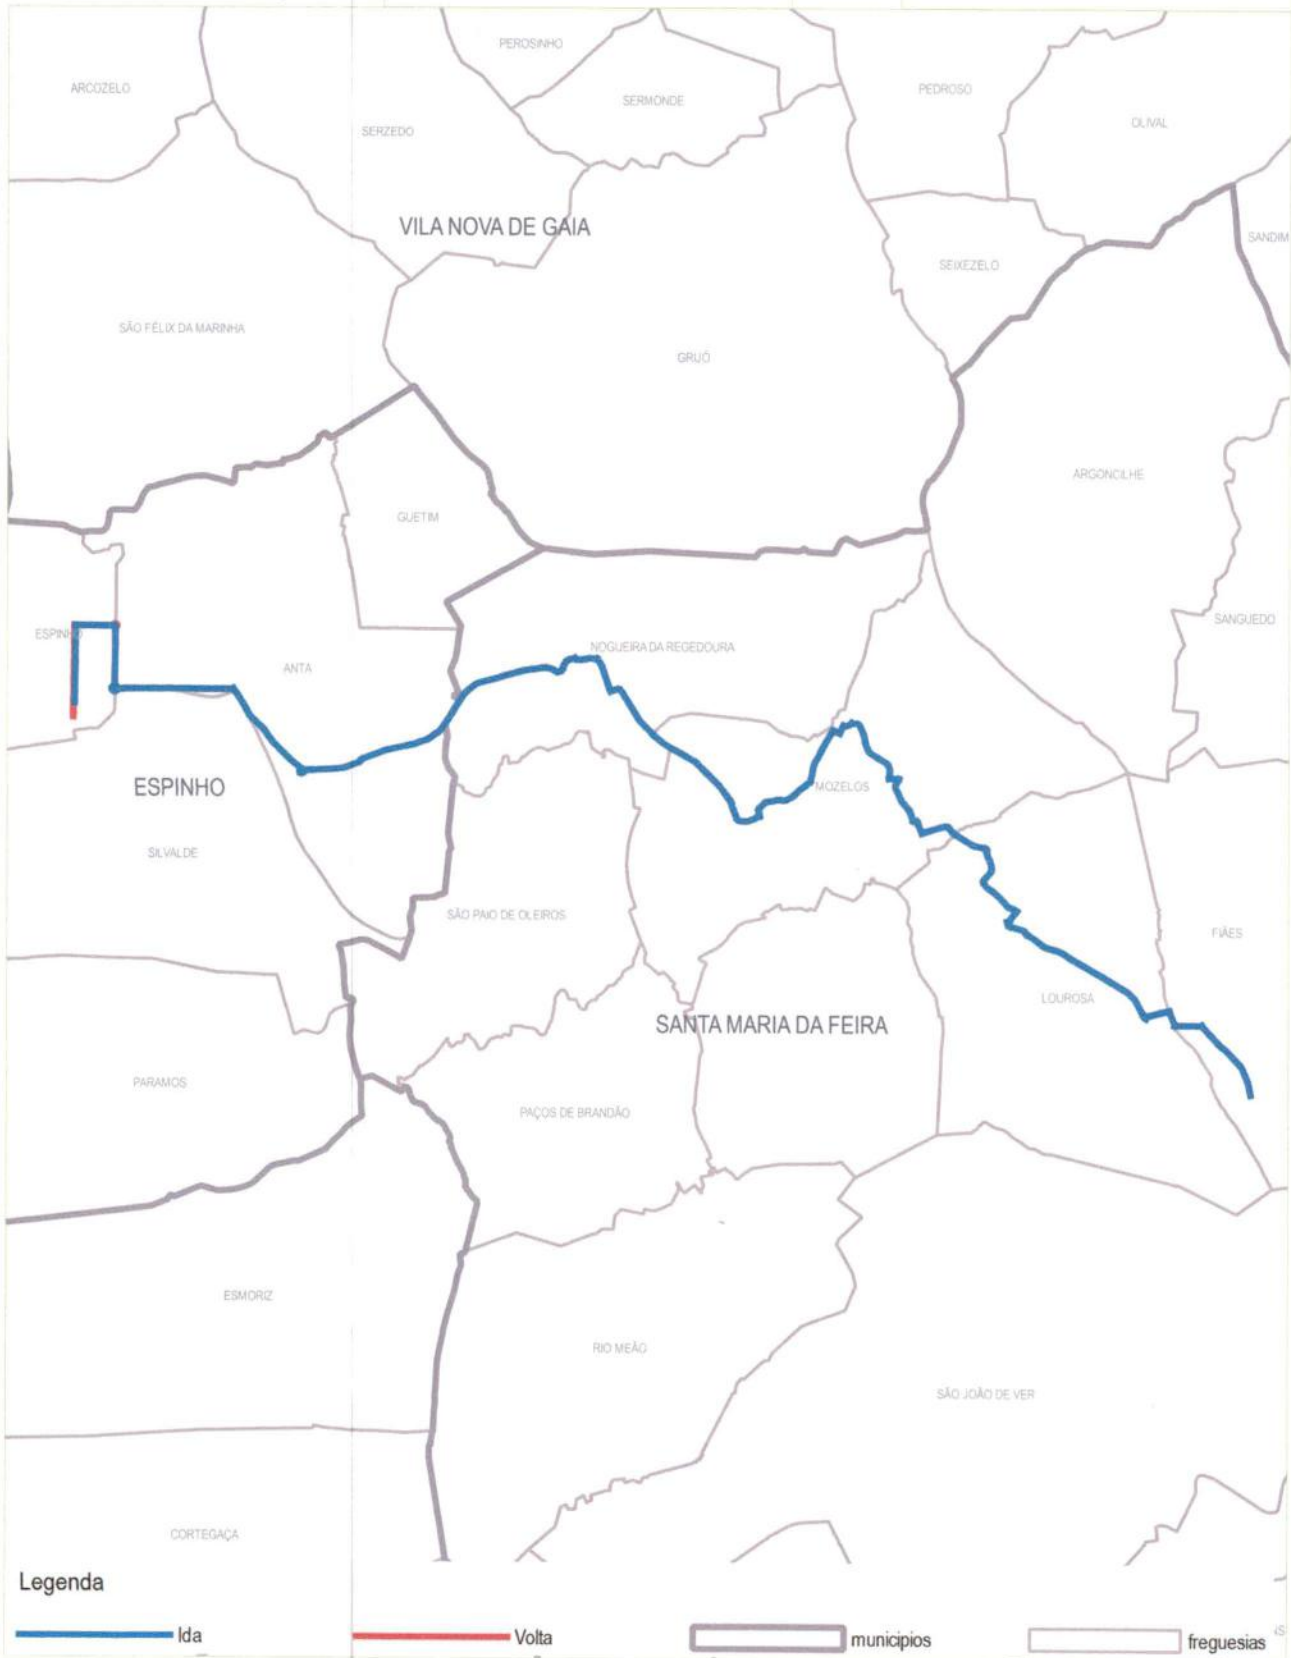 PEROSINHO
ARCOZELO
SERMONDE
PEDROSO
OLIVAL
SERZEDO
VILA NOVA DE GAIA
SANDIM
SEIXEZELO
SÃO FÉLIX DA MARINHA
GRIJÓ
ARGONCILHE
GUETIM
SANGUEDO
ESPINHO
NOGUEIRA DA REGEDOURA
ANTA
ESPINHO
MOZELOS
SILVALDE
SÃO PAIO DE OLEIROS
FIÃES
LOUROSA
SANTA MARIA DA FEIRA
PARAMOS
PAÇOS DE BRANDÃO
ESMORIZ
RIO MEÃO
SÃO JOÃO DE VER
CORTEGAÇA
Legenda
Ida
Volta
municipios
freguesias